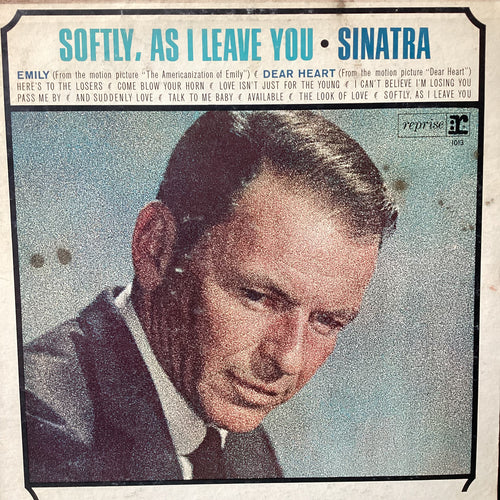 SOFTLY, AS I LEAVE YOU • SINATRA
EMILY (From the motion picture "The Americanization of Emily") € DEAR HEART (From the motion picture "Dear Heart")
HERE'S TO THE LOSERS € COME BLOW YOUR HORN € LOVE ISN'T JUST FOR THE YOUNG € I CAN'T BELIEVE I'M LOSING YOU
PASS ME BY € AND SUDDENLY LOVE € TALK TO ME BABY € AVAILABLE € THE LOOK OF LOVE € SOFTLY, AS I LEAVE YOU
reprise r:
1013